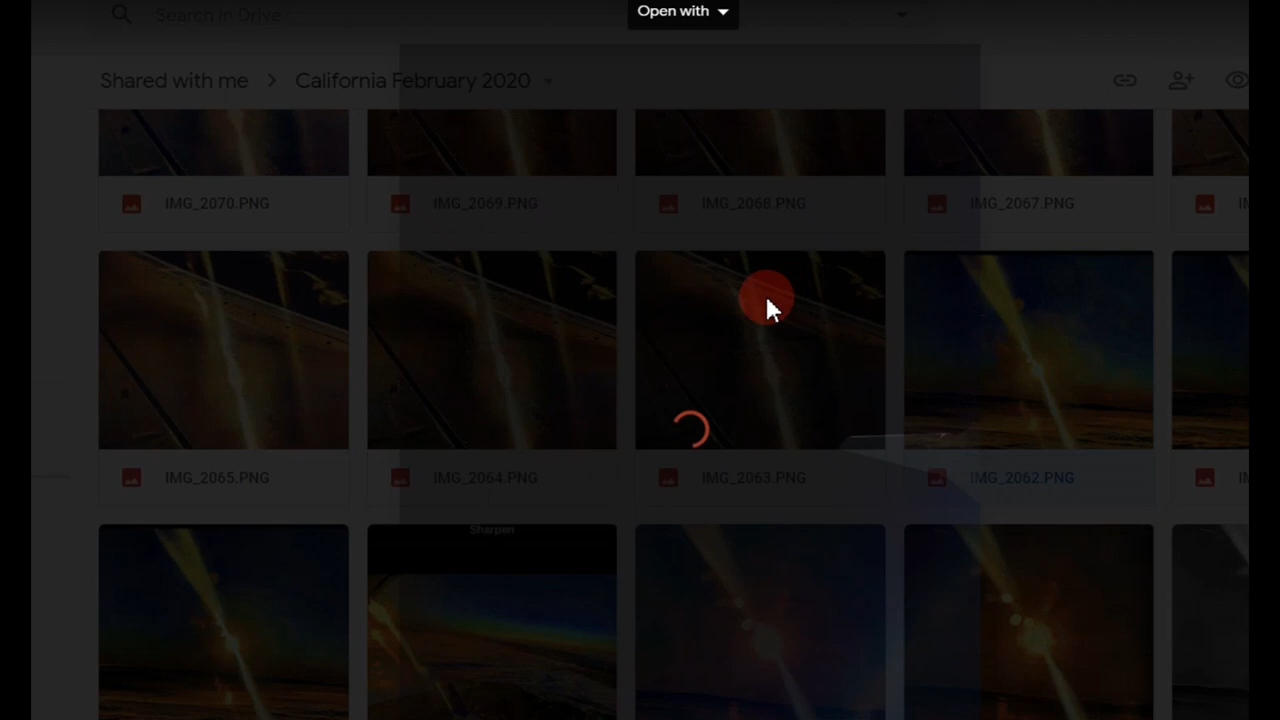 Search in Drive
Open with
Shared with me > California February 2020
IMG_2070.PNG
IMG_2069.PNG
IMG_2068.PNG
IMG_2067.PNG
IMG_2065.PNG
IMG_2064.PNG
IMG_2063.PNG
IMG_2062.PNG
Sharpen